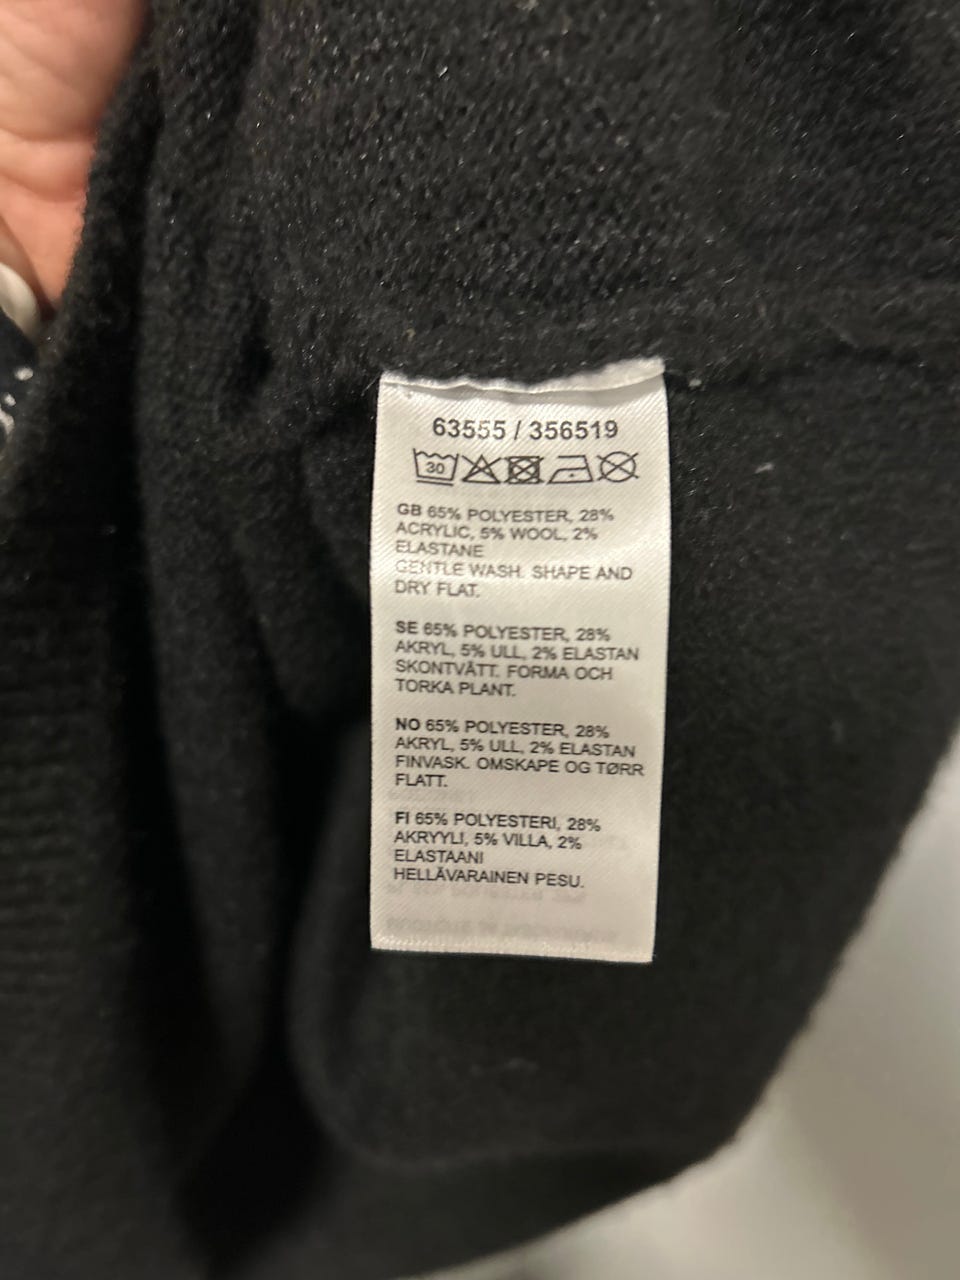 63555 / 356519
30
GB 65% POLYESTER, 28%
ACRYLIC, 5% WOOL, 2%
ELASTANE
GENTLE WASH. SHAPE AND
DRY FLAT.
SE 65% POLYESTER, 28%
AKRYL, 5% ULL, 2% ELASTAN
SKONTVÄTT. FORMA OCH
TORKA PLANT.
NO 65% POLYESTER, 28%
AKRYL, 5% ULL, 2% ELASTAN
FINVASK. OMSKAPE OG TØRR
FLATT.
FI 65% POLYESTERI, 28%
AKRYYLI, 5% VILLA, 2%
ELASTAANI
HELLÄVARAINEN PESU.